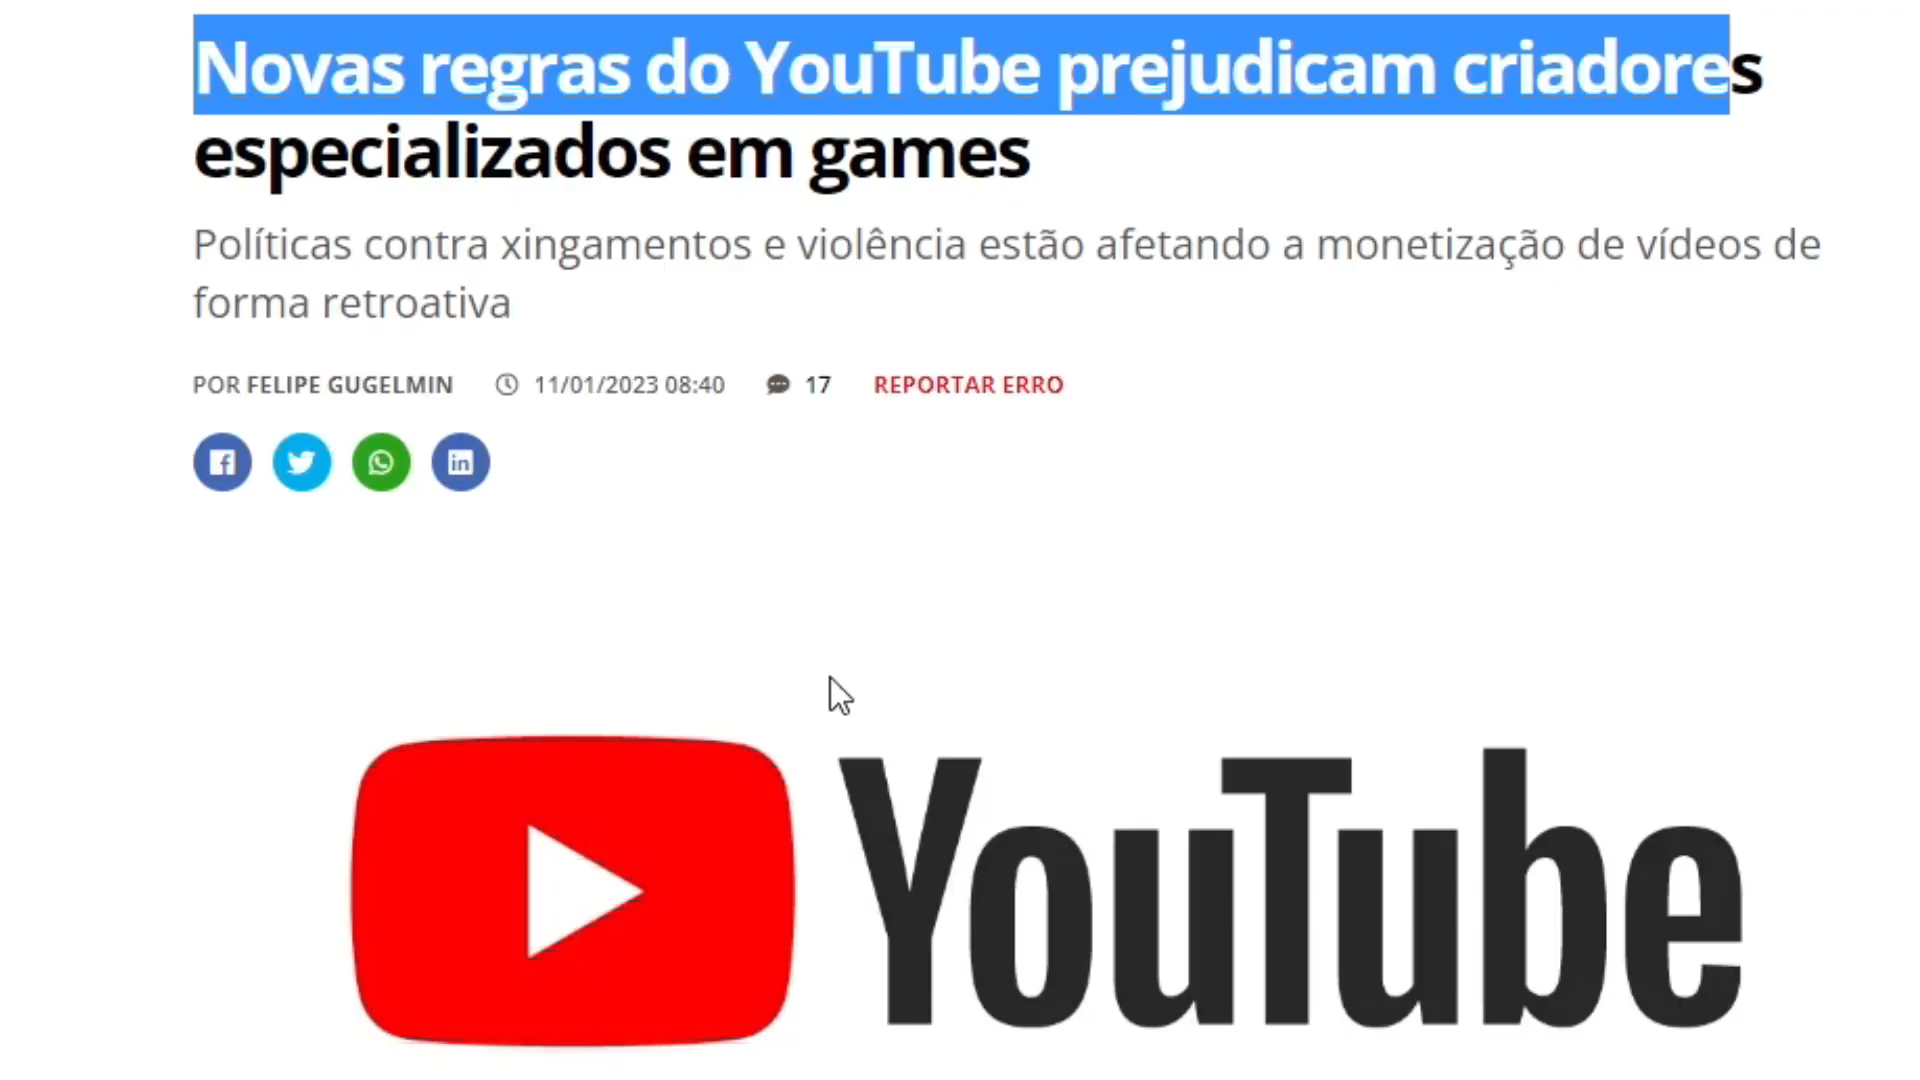 Novas regras do YouTube prejudicam criadores
especializados em games
Políticas contra xingamentos e violência estão afetando a monetização de vídeos de
forma retroativa
POR FELIPE GUGELMIN 11/01/2023 08:40 17 REPORTAR ERRO
YouTube